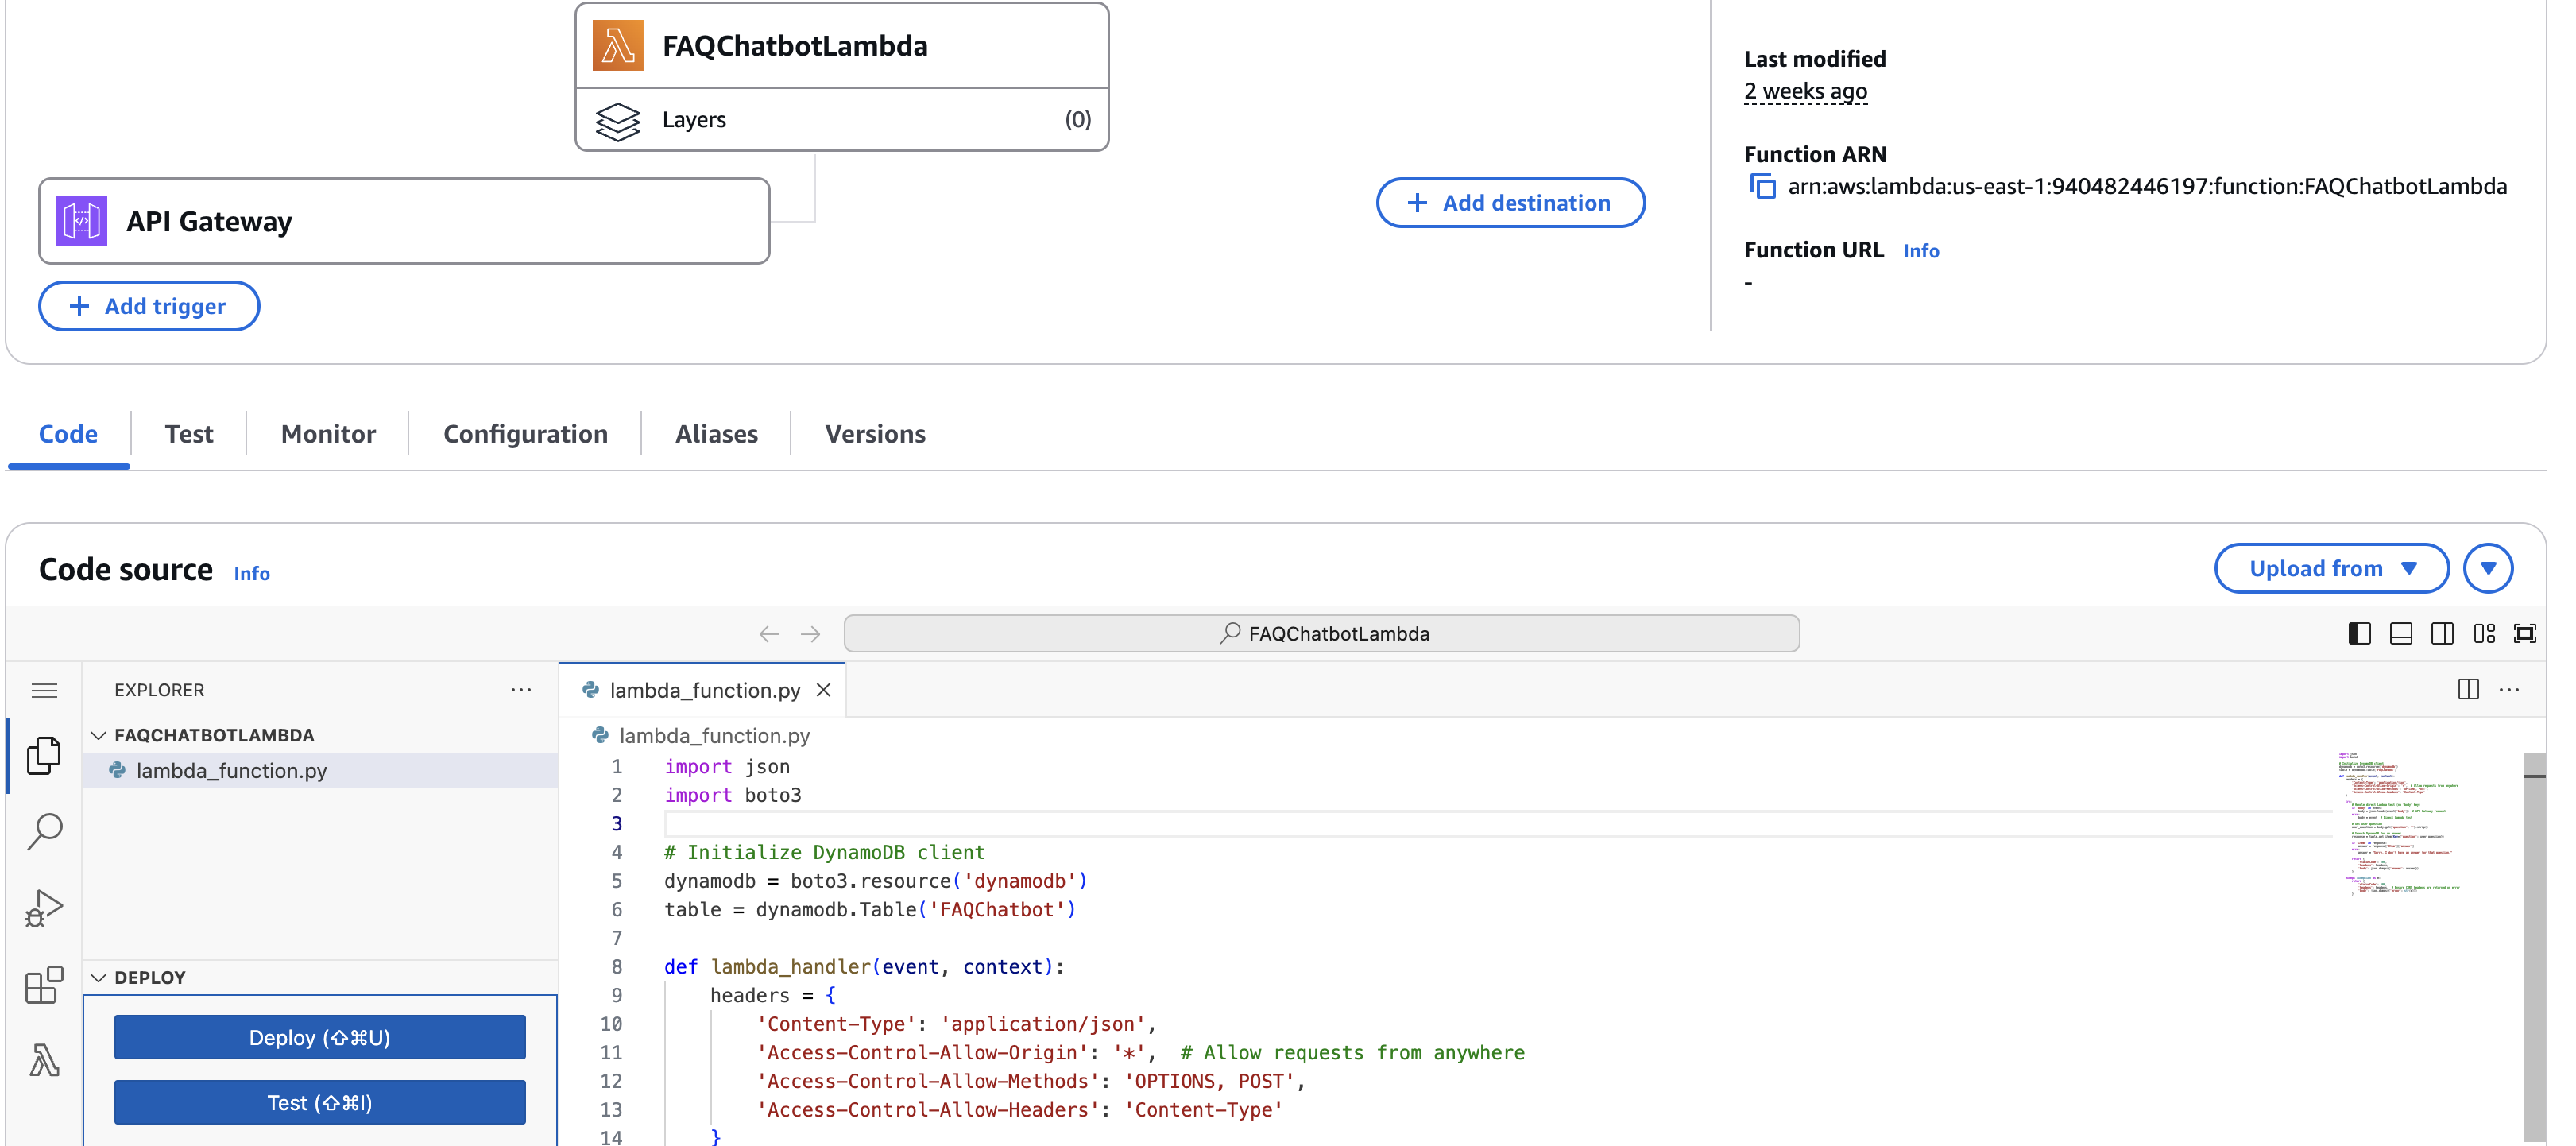 FAQChatbotLambda
Layers (0)
API Gateway
+ Add trigger
+ Add destination
Last modified
2 weeks ago
Function ARN
arn:aws:lambda:us-east-1:940482446197:function:FAQChatbotLambda
Function URL Info
-
Code Test Monitor Configuration Aliases Versions
Code source Info
Upload from
FAQChatbotLambda
EXPLORER ...
FAQCHATBOTLAMBDA
lambda_function.py
DEPLOY
Deploy (⇧⌘U)
Test (⇧⌘I)
lambda_function.py
lambda_function.py
1 import json
2 import boto3
3
4 # Initialize DynamoDB client
5 dynamodb = boto3.resource('dynamodb')
6 table = dynamodb.Table('FAQChatbot')
7
8 def lambda_handler(event, context):
9 headers = {
10 'Content-Type': 'application/json',
11 'Access-Control-Allow-Origin': '*', # Allow requests from anywhere
12 'Access-Control-Allow-Methods': 'OPTIONS, POST',
13 'Access-Control-Allow-Headers': 'Content-Type'
14 }